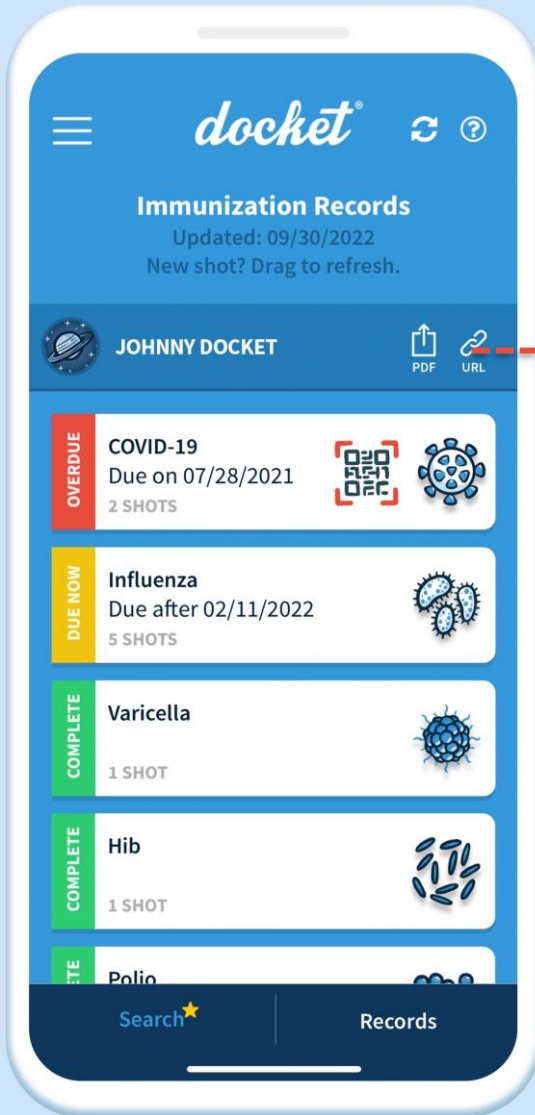 docket®
Immunization Records
Updated: 09/30/2022
New shot? Drag to refresh.
JOHNNY DOCKET
PDF
URL
OVERDUE
COVID-19
Due on 07/28/2021
2 SHOTS
DUE NOW
Influenza
Due after 02/11/2022
5 SHOTS
COMPLETE
Varicella
1 SHOT
COMPLETE
Hib
1 SHOT
Polio
Search
Records